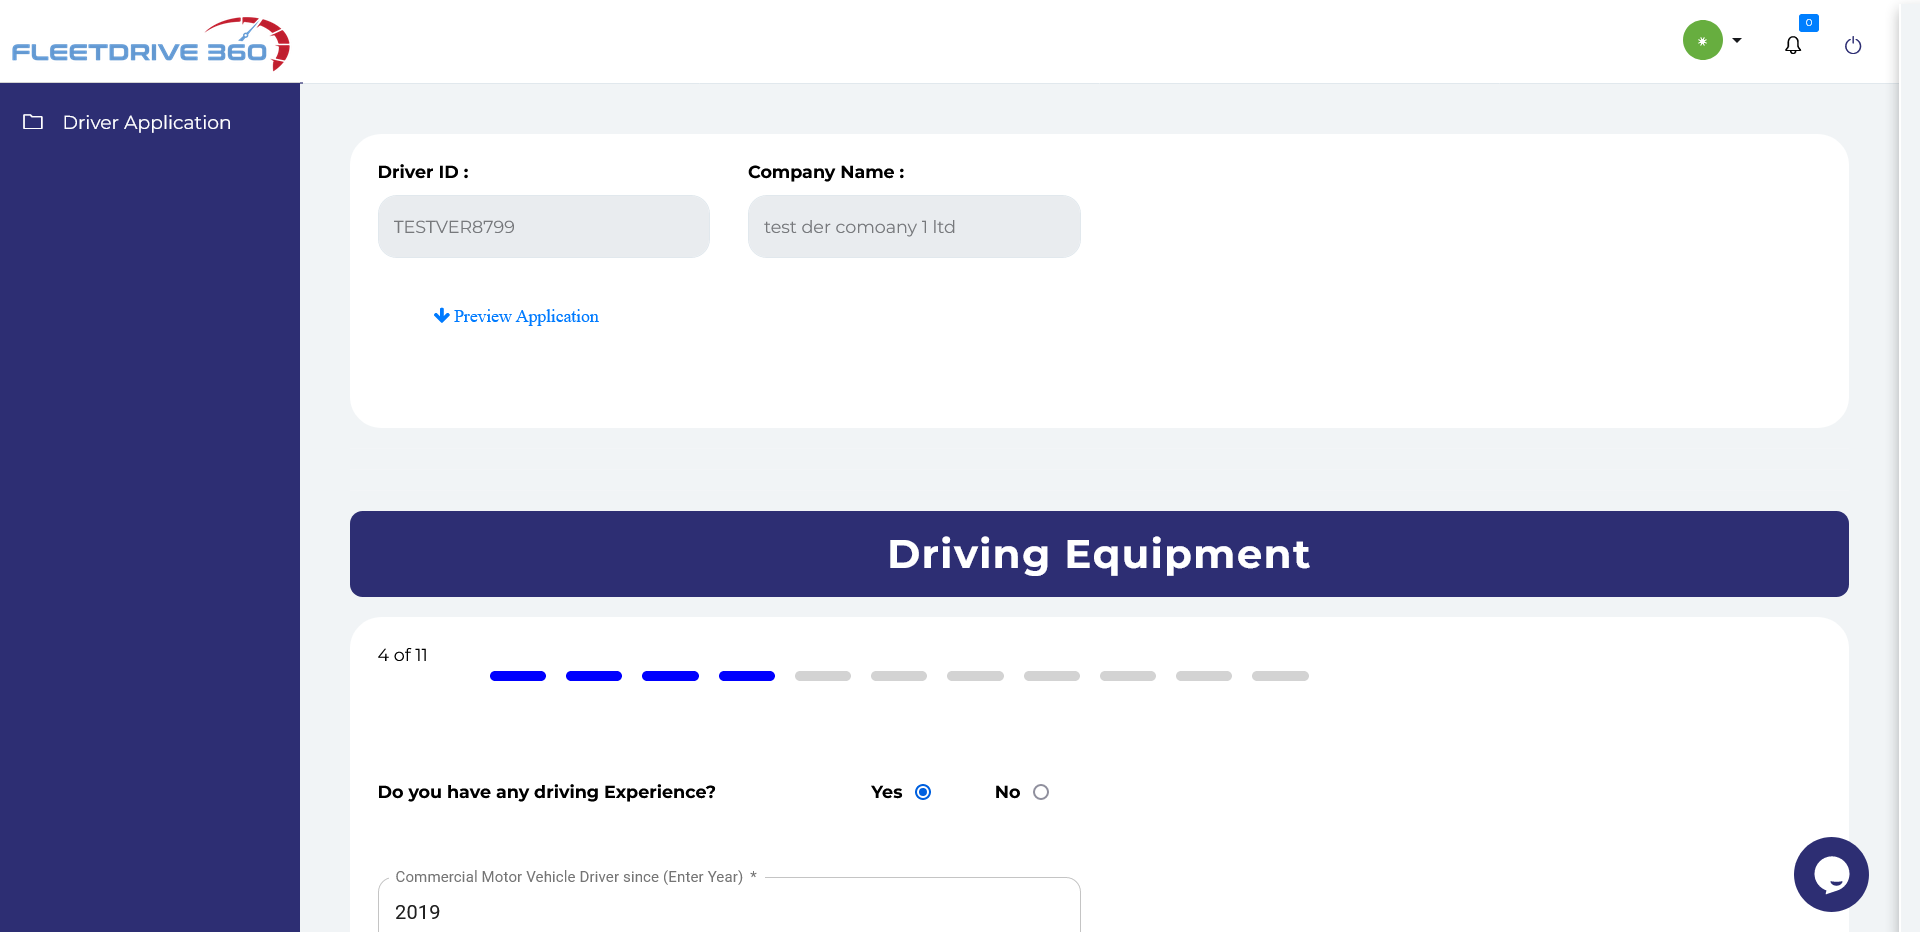 FLEETDRIVE 360
0
Driver Application
Driver ID :
Company Name :
TESTVER8799
test der comoany 1 ltd
Preview Application
Driving Equipment
4 of 11
Do you have any driving Experience?
Yes
No
Commercial Motor Vehicle Driver since (Enter Year) *
2019